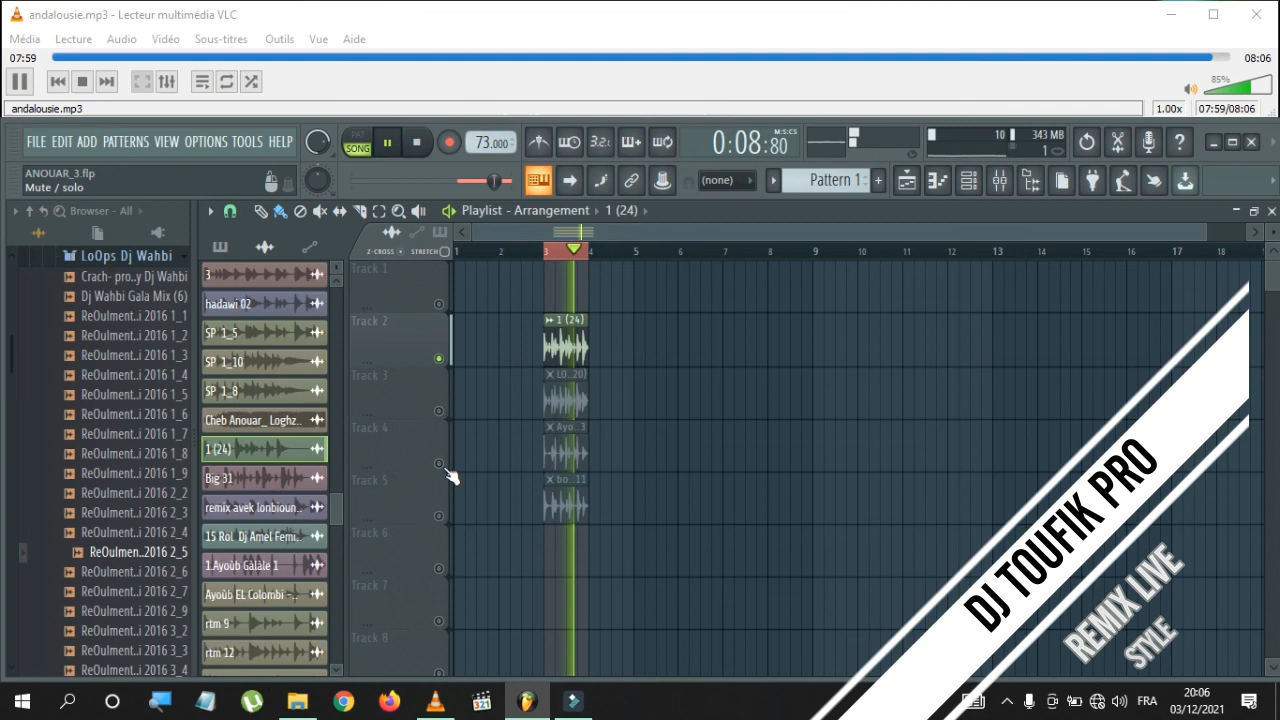 andalousie.mp3 - Lecteur multimédia VLC
Média Lecture Audio Vidéo Sous-titres Outils Vue Aide
07:59 08:06
85%
andalousie.mp3 1.00x 07:59/08:06
FILE EDIT ADD PATTERNS VIEW OPTIONS TOOLS HELP
PAT
SONG
73.000
3.2.
0:08:80
M:S:CS
10
343 MB
1
ANOUAR_3.flp
Mute / solo
(none)
Pattern 1
Browser - All
Playlist - Arrangement 1 (24)
Z-CROSS STRETCH
1 2 3 4 5 6 7 8 9 10 11 12 13 14 15 16 17 18
LoOps Dj Wahbi
Crach- pro..y Dj Wahbi
Dj Wahbi Gala Mix (6)
ReOulment..i 2016 1_1
ReOulment..i 2016 1_2
ReOulment..i 2016 1_3
ReOulment..i 2016 1_4
ReOulment..i 2016 1_5
ReOulment..i 2016 1_6
ReOulment..i 2016 1_7
ReOulment..i 2016 1_8
ReOulment..i 2016 1_9
ReOulment..i 2016 2_2
ReOulment..i 2016 2_3
ReOulment..i 2016 2_4
ReOulmen..2016 2_5
ReOulment..i 2016 2_6
ReOulment..i 2016 2_7
ReOulment..i 2016 2_9
ReOulment..i 2016 3_2
ReOulment..i 2016 3_3
ReOulment..i 2016 3_4
3
hadawi 02
SP 1_5
SP 1_10
SP 1_8
Cheb Anouar_ Loghz..
1 (24)
Big 31
remix avek lonbioun..
15 Rol. Dj Amel Femi..
1.Ayoùb Gàlàle 1
Ayoùb EL Colombi -..
rtm 9
rtm 12
Track 1
Track 2
1 (24)
Track 3
LO..20)
Track 4
Ayo..3
Track 5
bo..11
Track 6
Track 7
Track 8
DJ TOUFIK PRO
REMIX LIVE
STYLE
321
FRA
20:06
03/12/2021